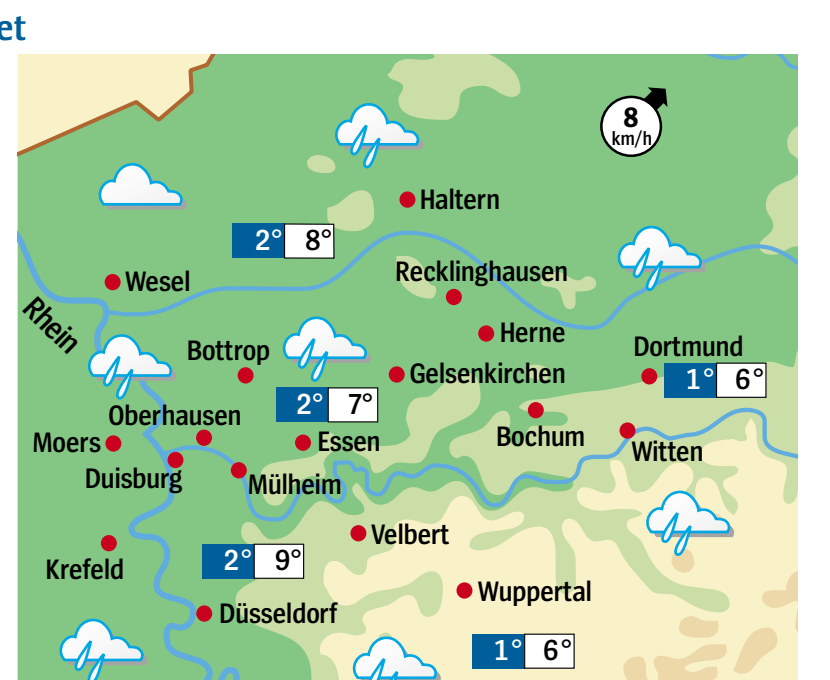 et
8
km/h
Haltern
2° 8°
Recklinghausen
Wesel
Rhein
Herne
Bottrop
Dortmund
Gelsenkirchen
1° 6°
2° 7°
Oberhausen
Bochum
Moers
Essen
Witten
Duisburg
Mülheim
Velbert
2° 9°
Krefeld
Wuppertal
Düsseldorf
1° 6°